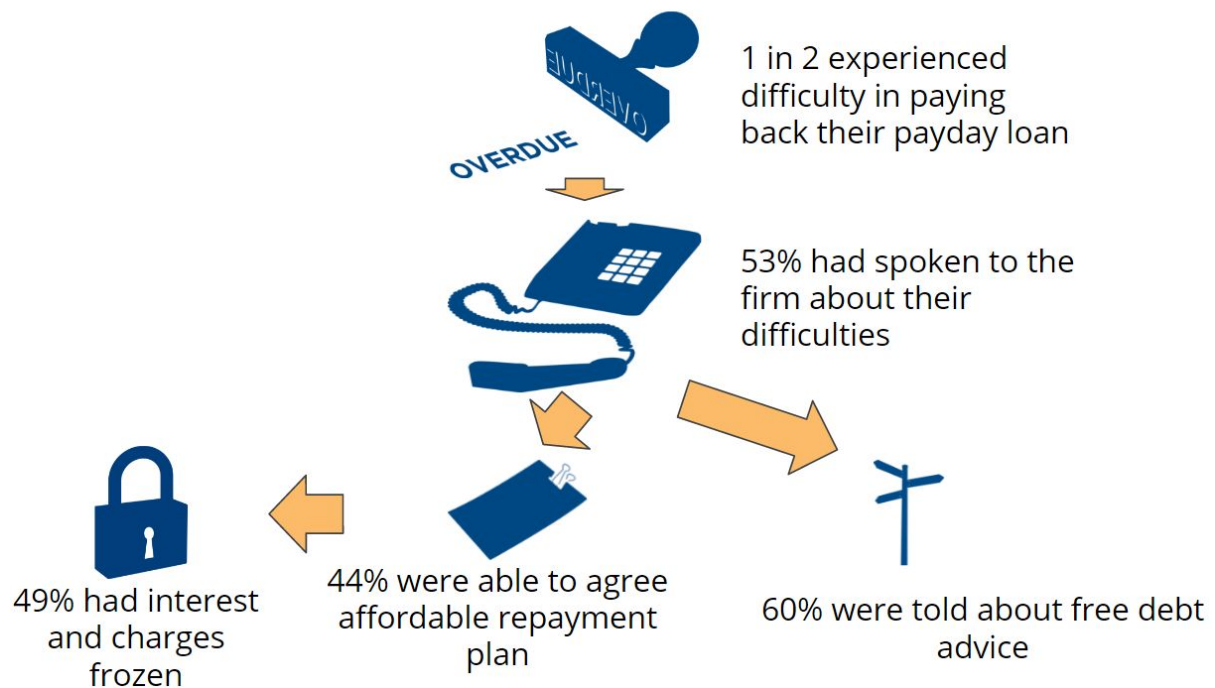 OVERDUE
1 in 2 experienced
difficulty in paying
back their payday loan
OVERDUE
53% had spoken to the
firm about their
difficulties
49% had interest
and charges
frozen
44% were able to agree
affordable repayment
plan
60% were told about free debt
advice